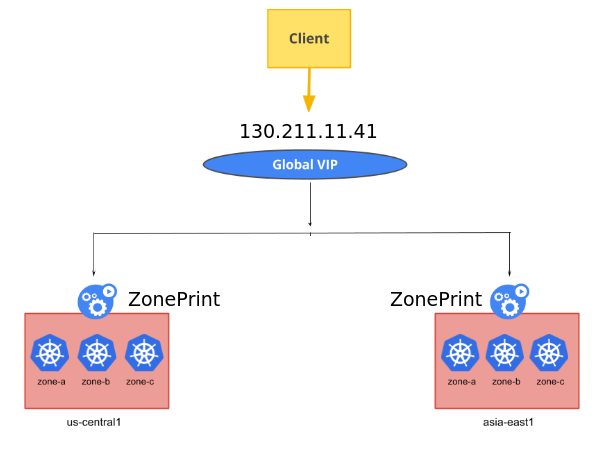 Client
130.211.11.41
Global VIP
ZonePrint
ZonePrint
zone-a zone-b zone-c
zone-a zone-b zone-c
us-central1
asia-east1